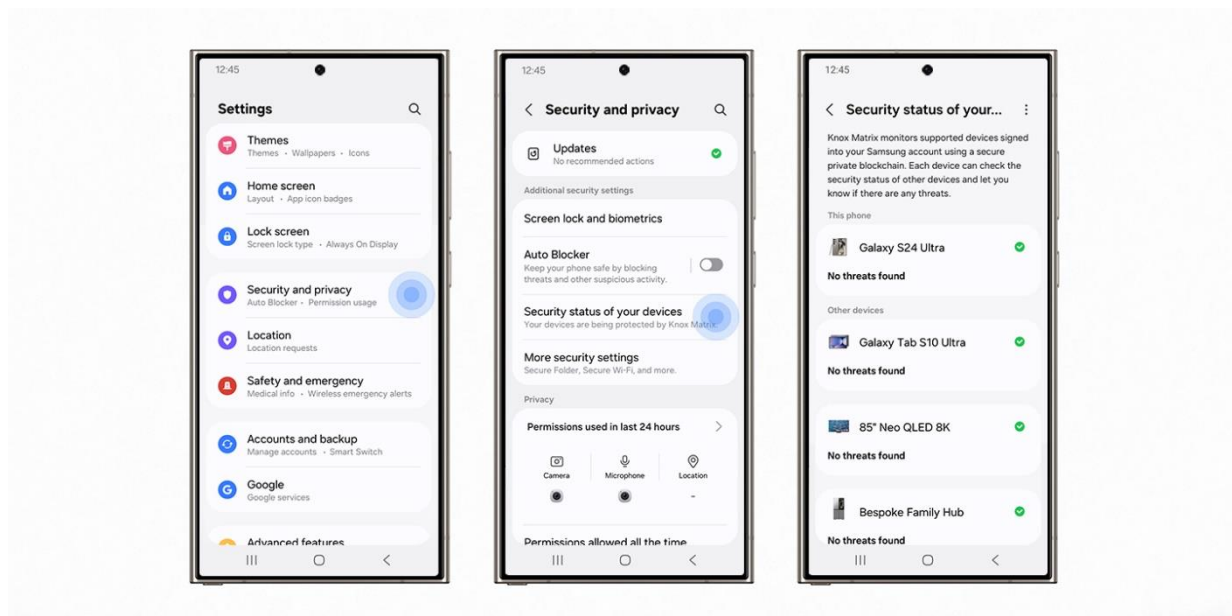 12:45
Settings
Themes
Themes • Wallpapers • Icons
Home screen
Layout • App icon badges
Lock screen
Screen lock type • Always On Display
Security and privacy
Auto Blocker • Permission usage
Location
Location requests
Safety and emergency
Medical info • Wireless emergency alerts
Accounts and backup
Manage accounts • Smart Switch
Google
Google services
Advanced features
12:45
Security and privacy
Updates
No recommended actions
Additional security settings
Screen lock and biometrics
Auto Blocker
Keep your phone safe by blocking
threats and other suspicious activity.
Security status of your devices
Your devices are being protected by Knox Matrix.
More security settings
Secure Folder, Secure Wi-Fi, and more.
Privacy
Permissions used in last 24 hours
Camera Microphone Location
-
Permissions allowed all the time
12:45
Security status of your...
Knox Matrix monitors supported devices signed
into your Samsung account using a secure
private blockchain. Each device can check the
security status of other devices and let you
know if there are any threats.
This phone
Galaxy S24 Ultra
No threats found
Other devices
Galaxy Tab S10 Ultra
No threats found
85" Neo QLED 8K
No threats found
Bespoke Family Hub
No threats found